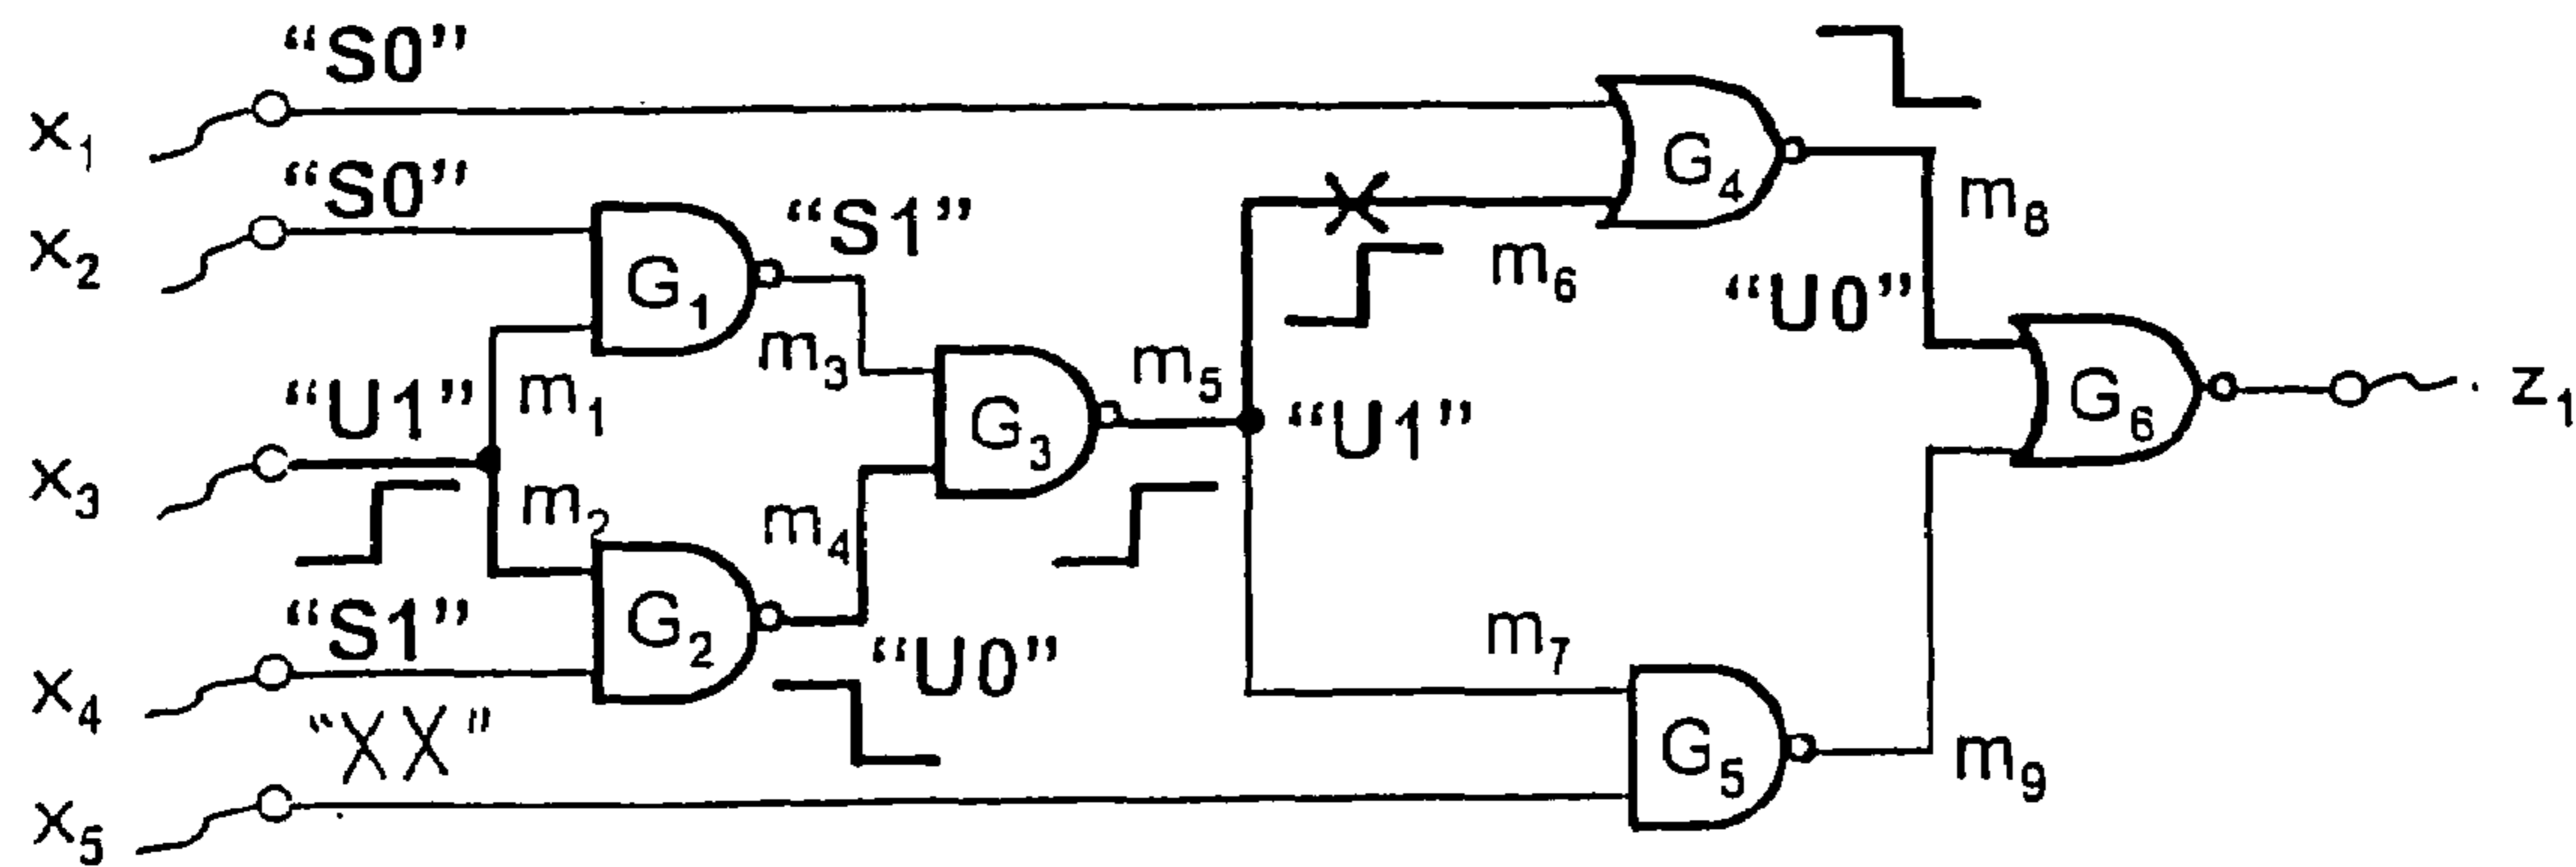 “S0”
x₁
“S0”
x₂
G₁
“S1”
m₃
m₁
“U1”
x₃
m₂
G₂
m₄
“S1”
x₄
“U0”
“XX”
x₅
G₃
m₅
“U1”
m₆
G₄
m₈
“U0”
G₆
z₁
m₇
G₅
m₉